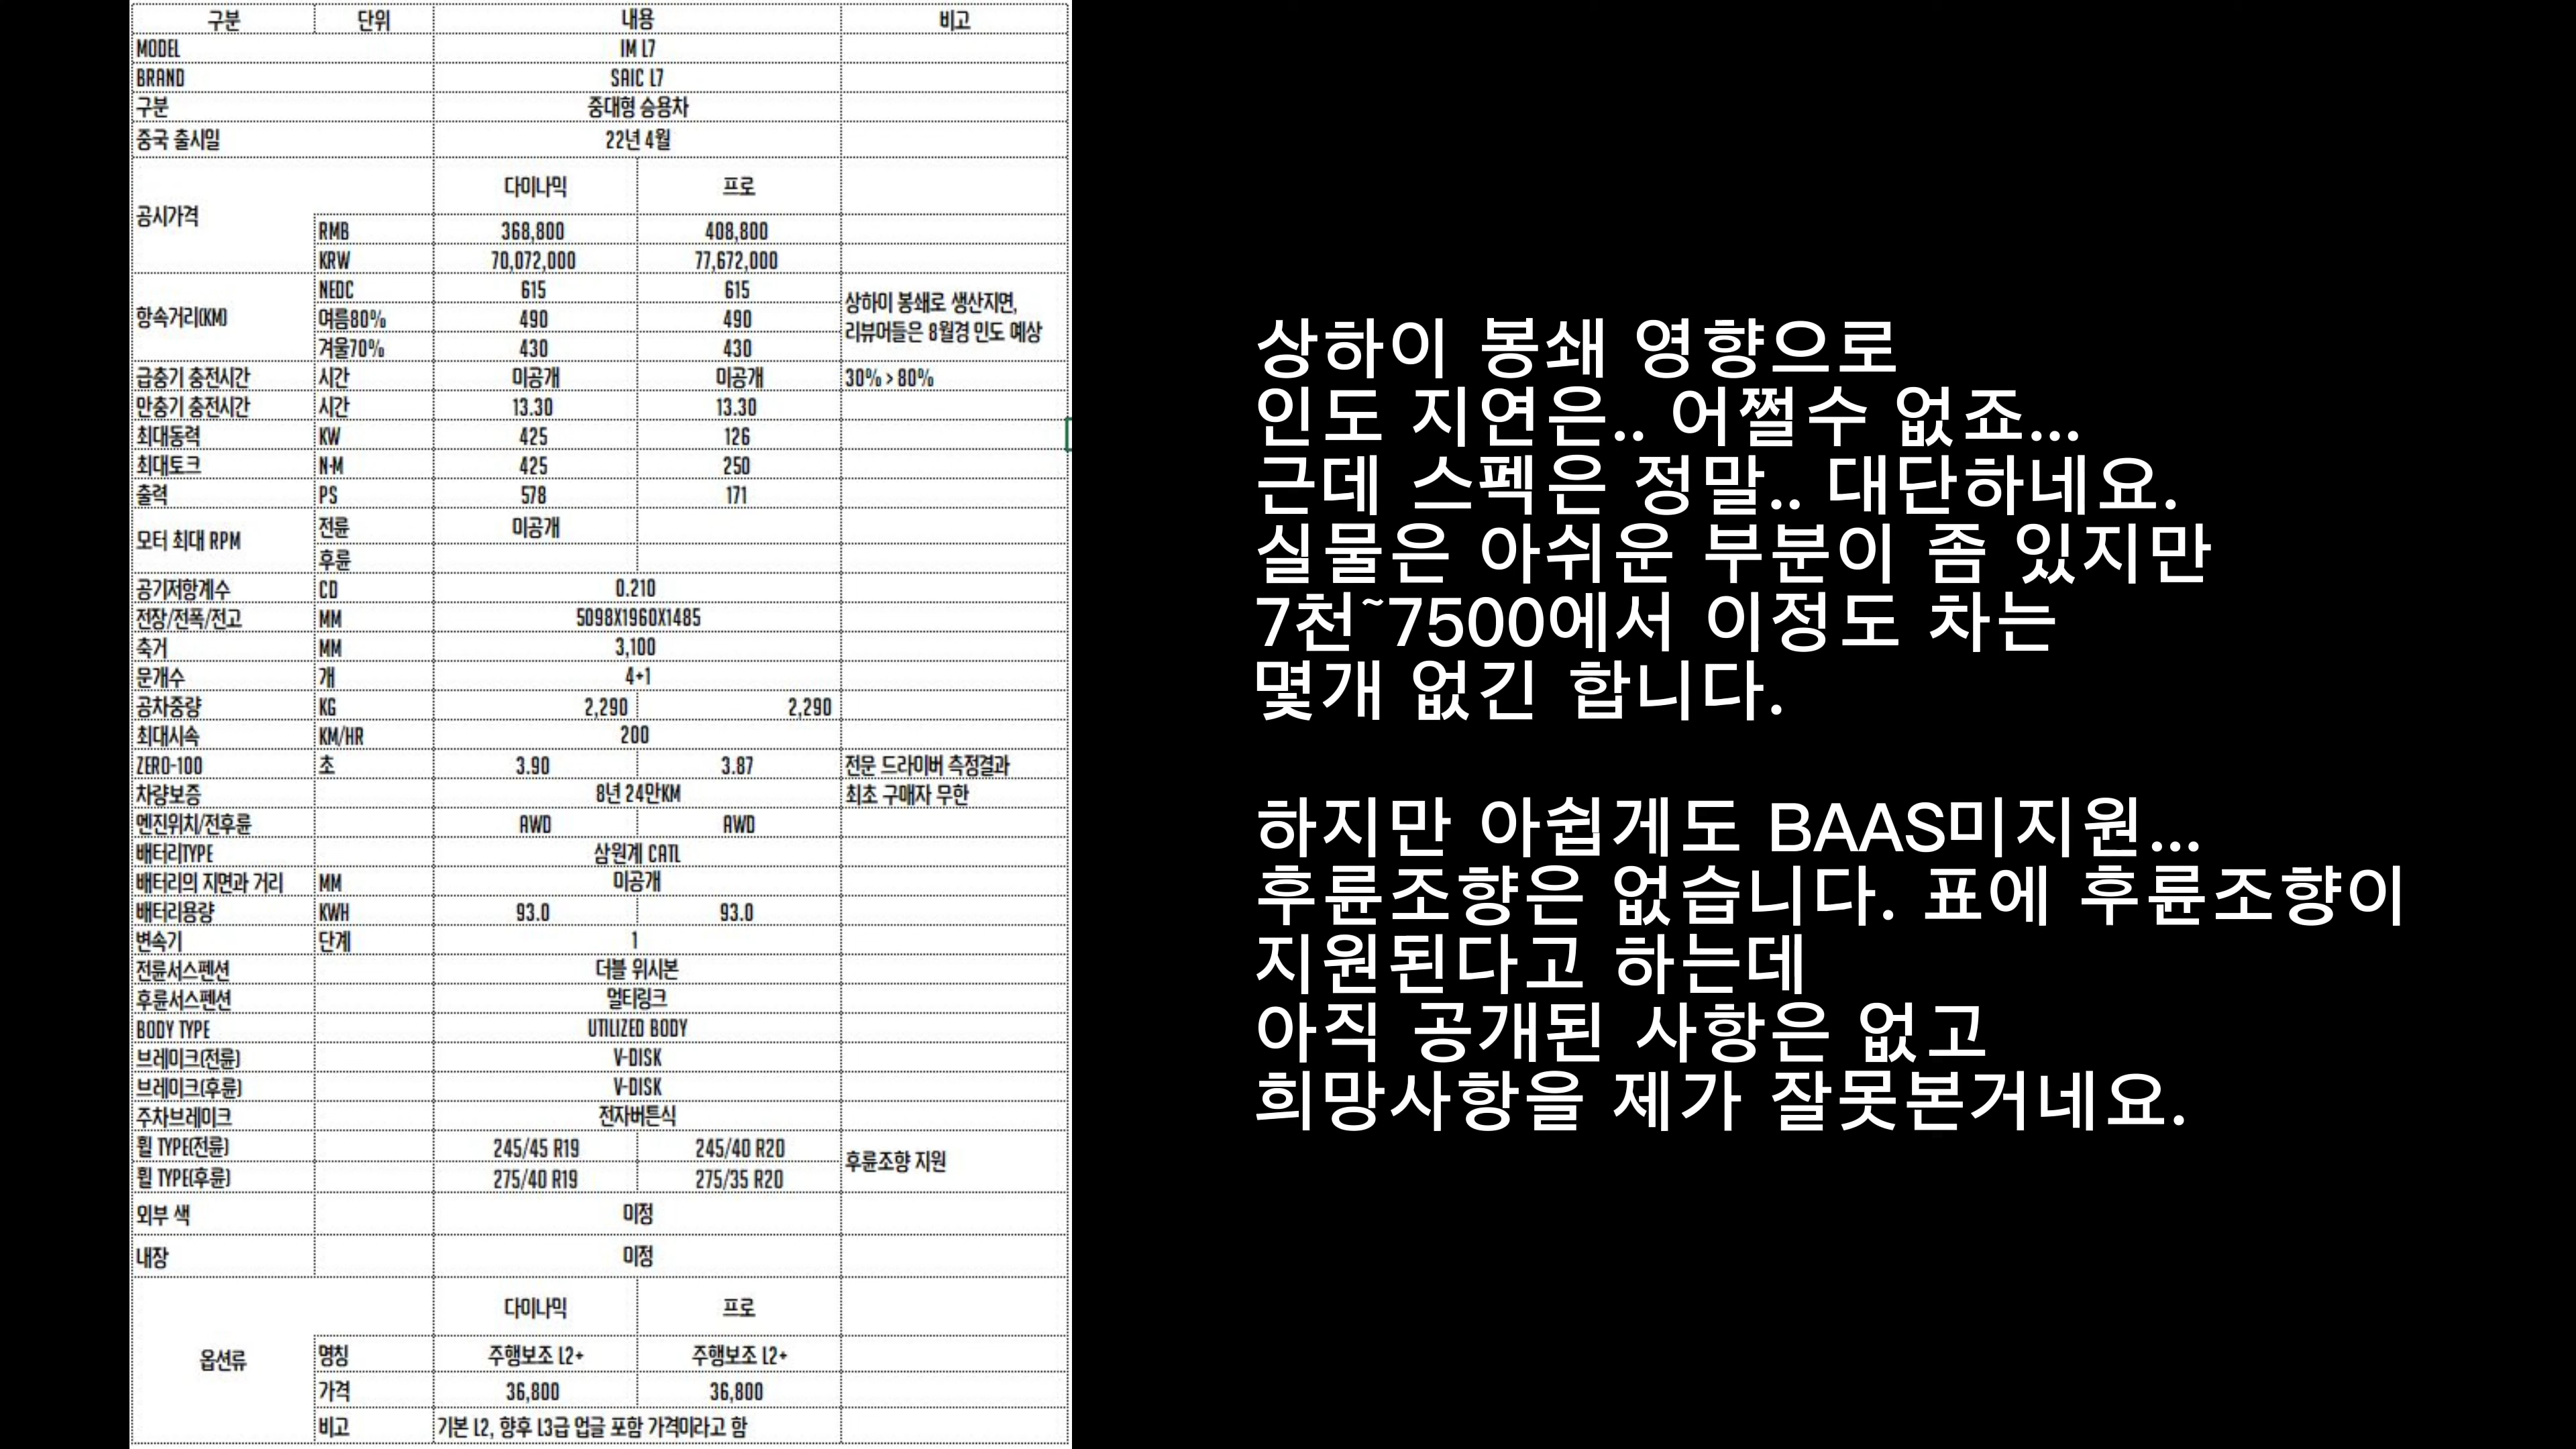 구분 단위 내용 비고
MODEL IM L7
BRAND SAIC L7
구분 중대형 승용차
중국 출시일 22년 4월
공시가격 다이나믹 프로
RMB 368,800 408,800
KRW 70,072,000 77,672,000
항속거리(KM) NEDC 615 615 상하이 봉쇄로 생산지연,
여름80% 490 490 리뷰어들은 8월경 인도 예상
겨울70% 430 430
급충기 충전시간 시간 미공개 미공개 30% > 80%
만충기 충전시간 시간 13.30 13.30
최대동력 KW 425 126
최대토크 N·M 425 250
출력 PS 578 171
모터 최대 RPM 전륜 미공개
후륜
공기저항계수 CD 0.210
전장/전폭/전고 MM 5098X1960X1485
축거 MM 3,100
문개수 개 4+1
공차중량 KG 2,290 2,290
최대시속 KM/HR 200
ZERO-100 초 3.90 3.87 전문 드라이버 측정결과
차량보증 8년 24만KM 최초 구매자 무한
엔진위치/전후륜 AWD AWD
배터리TYPE 삼원계 CATL
배터리의 지면과 거리 MM 미공개
배터리용량 KWH 93.0 93.0
변속기 단계 1
전륜서스펜션 더블 위시본
후륜서스펜션 멀티링크
BODY TYPE UTILIZED BODY
브레이크(전륜) V-DISK
브레이크(후륜) V-DISK
주차브레이크 전자버튼식
휠 TYPE(전륜) 245/45 R19 245/40 R20 후륜조향 지원
휠 TYPE(후륜) 275/40 R19 275/35 R20
외부 색 미정
내장 미정
옵션류 다이나믹 프로
명칭 주행보조 L2+ 주행보조 L2+
가격 36,800 36,800
비고 기본 L2, 향후 L3급 업글 포함 가격이라고 함
상하이 봉쇄 영향으로
인도 지연은.. 어쩔수 없죠...
근데 스펙은 정말.. 대단하네요.
실물은 아쉬운 부분이 좀 있지만
7천~7500에서 이정도 차는
몇개 없긴 합니다.
하지만 아쉽게도 BAAS미지원...
후륜조향은 없습니다. 표에 후륜조향이
지원된다고 하는데
아직 공개된 사항은 없고
희망사항을 제가 잘못본거네요.